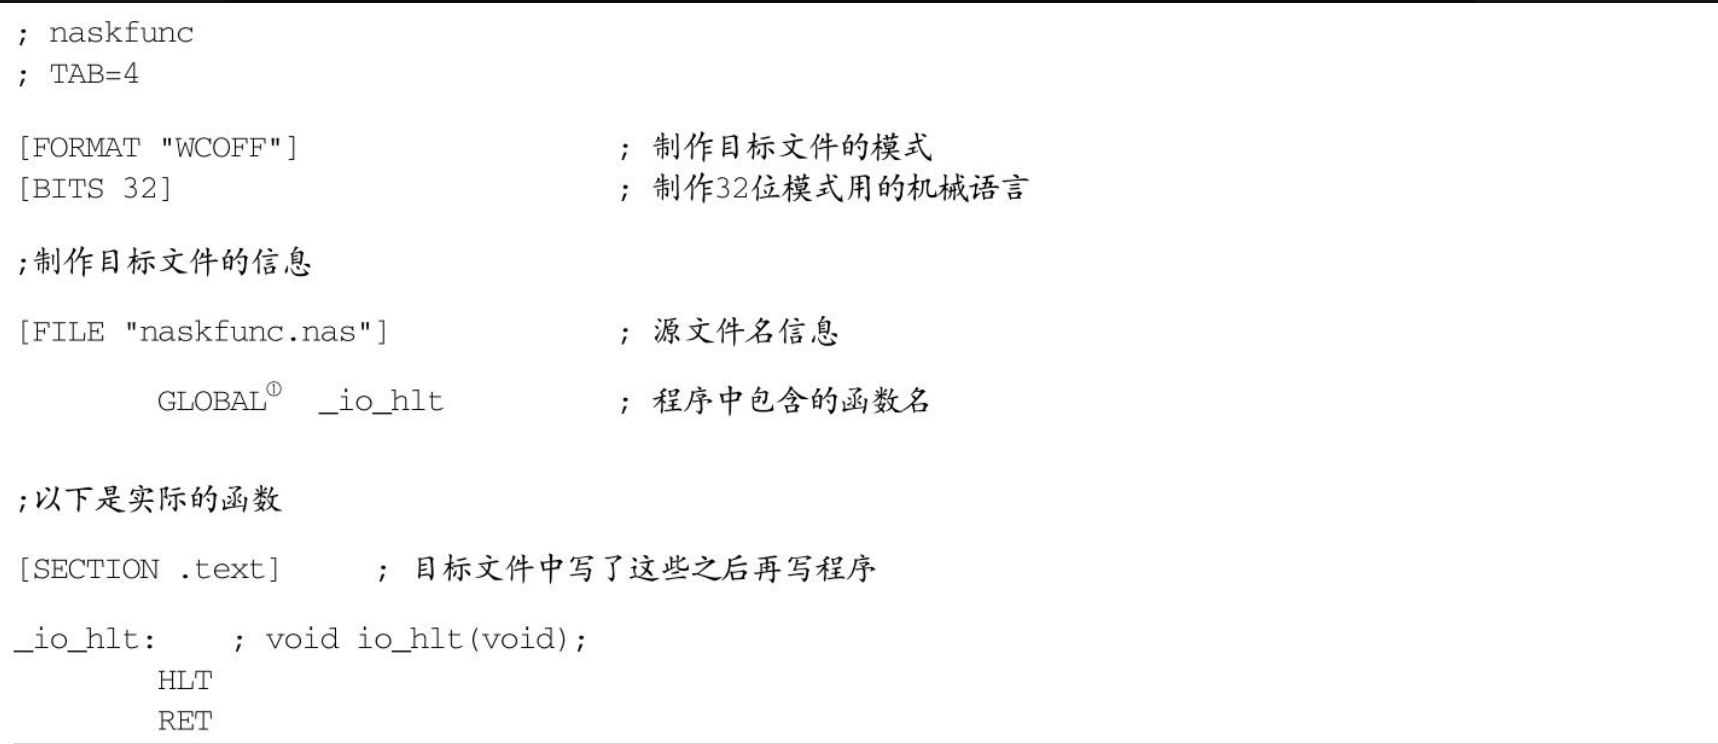 ; naskfunc
; TAB=4
[FORMAT "WCOFF"] ; 制作目标文件的模式
[BITS 32] ; 制作32位模式用的机械语言
;制作目标文件的信息
[FILE "naskfunc.nas"] ; 源文件名信息
GLOBAL① _io_hlt ; 程序中包含的函数名
;以下是实际的函数
[SECTION .text] ; 目标文件中写了这些之后再写程序
_io_hlt: ; void io_hlt(void);
HLT
RET